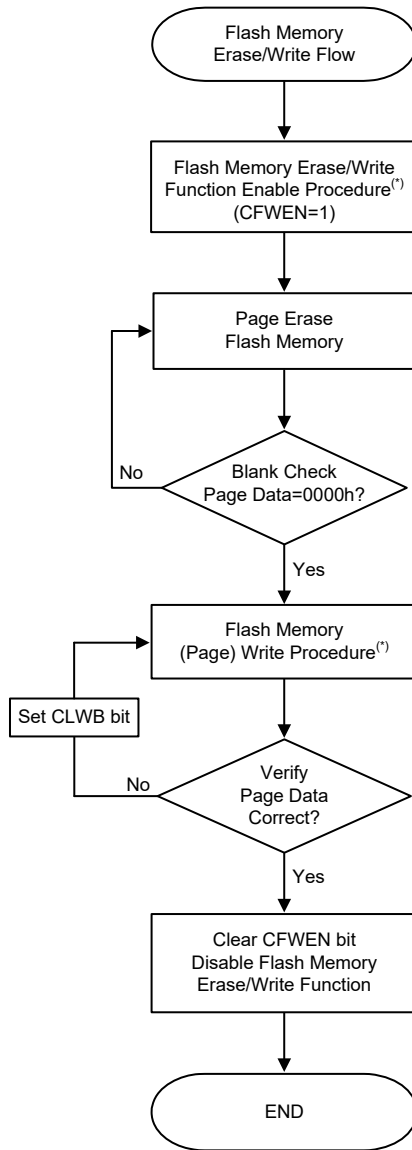 Flash Memory
Erase/Write Flow
Flash Memory Erase/Write
Function Enable Procedure(*)
(CFWEN=1)
Page Erase
Flash Memory
No
Blank Check
Page Data=0000h?
Yes
Flash Memory
(Page) Write Procedure(*)
Set CLWB bit
No
Verify
Page Data
Correct?
Yes
Clear CFWEN bit
Disable Flash Memory
Erase/Write Function
END